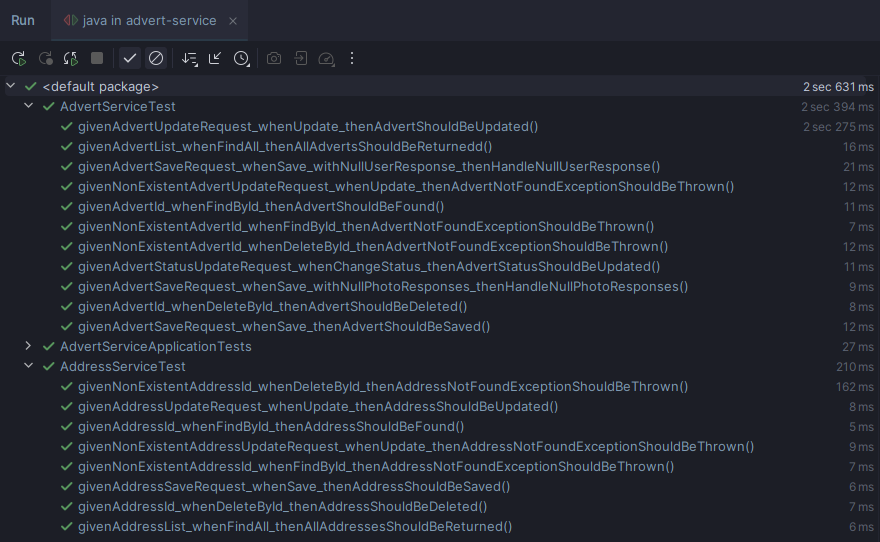 Run java in advert-service
<default package> 2 sec 631 ms
AdvertServiceTest 2 sec 394 ms
givenAdvertUpdateRequest_whenUpdate_thenAdvertShouldBeUpdated() 2 sec 275 ms
givenAdvertList_whenFindAll_thenAllAdvertsShouldBeReturnedd() 16 ms
givenAdvertSaveRequest_whenSave_withNullUserResponse_thenHandleNullUserResponse() 21 ms
givenNonExistentAdvertUpdateRequest_whenUpdate_thenAdvertNotFoundExceptionShouldBeThrown() 12 ms
givenAdvertId_whenFindById_thenAdvertShouldBeFound() 11 ms
givenNonExistentAdvertId_whenFindById_thenAdvertNotFoundExceptionShouldBeThrown() 7 ms
givenNonExistentAdvertId_whenDeleteById_thenAdvertNotFoundExceptionShouldBeThrown() 12 ms
givenAdvertStatusUpdateRequest_whenChangeStatus_thenAdvertStatusShouldBeUpdated() 11 ms
givenAdvertSaveRequest_whenSave_withNullPhotoResponses_thenHandleNullPhotoResponses() 9 ms
givenAdvertId_whenDeleteById_thenAdvertShouldBeDeleted() 8 ms
givenAdvertSaveRequest_whenSave_thenAdvertShouldBeSaved() 12 ms
AdvertServiceApplicationTests 27 ms
AddressServiceTest 210 ms
givenNonExistentAddressId_whenDeleteById_thenAddressNotFoundExceptionShouldBeThrown() 162 ms
givenAddressUpdateRequest_whenUpdate_thenAddressShouldBeUpdated() 8 ms
givenAddressId_whenFindById_thenAddressShouldBeFound() 5 ms
givenNonExistentAddressUpdateRequest_whenUpdate_thenAddressNotFoundExceptionShouldBeThrown() 9 ms
givenNonExistentAddressId_whenFindById_thenAddressNotFoundExceptionShouldBeThrown() 7 ms
givenAddressSaveRequest_whenSave_thenAddressShouldBeSaved() 6 ms
givenAddressId_whenDeleteById_thenAddressShouldBeDeleted() 7 ms
givenAddressList_whenFindAll_thenAllAddressesShouldBeReturned() 6 ms